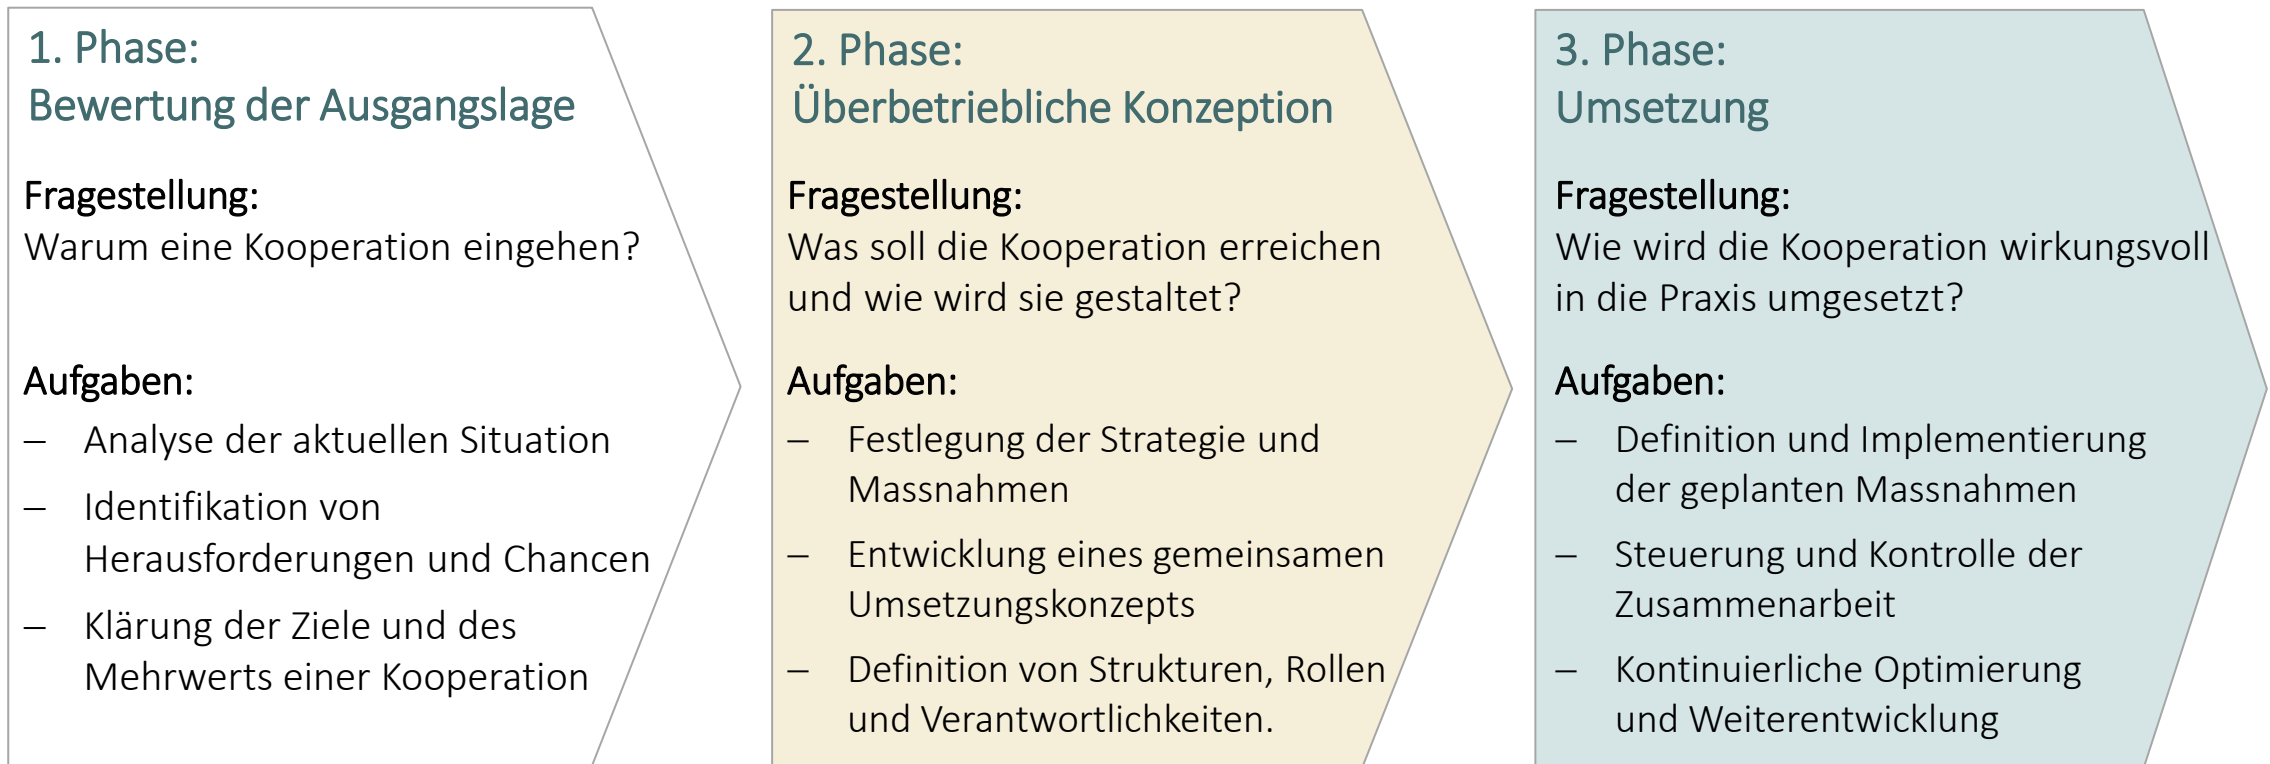 1. Phase:
Bewertung der Ausgangslage
Fragestellung:
Warum eine Kooperation eingehen?
Aufgaben:
– Analyse der aktuellen Situation
– Identifikation von
Herausforderungen und Chancen
– Klärung der Ziele und des
Mehrwerts einer Kooperation
2. Phase:
Überbetriebliche Konzeption
Fragestellung:
Was soll die Kooperation erreichen
und wie wird sie gestaltet?
Aufgaben:
– Festlegung der Strategie und
Massnahmen
– Entwicklung eines gemeinsamen
Umsetzungskonzepts
– Definition von Strukturen, Rollen
und Verantwortlichkeiten.
3. Phase:
Umsetzung
Fragestellung:
Wie wird die Kooperation wirkungsvoll
in die Praxis umgesetzt?
Aufgaben:
– Definition und Implementierung
der geplanten Massnahmen
– Steuerung und Kontrolle der
Zusammenarbeit
– Kontinuierliche Optimierung
und Weiterentwicklung